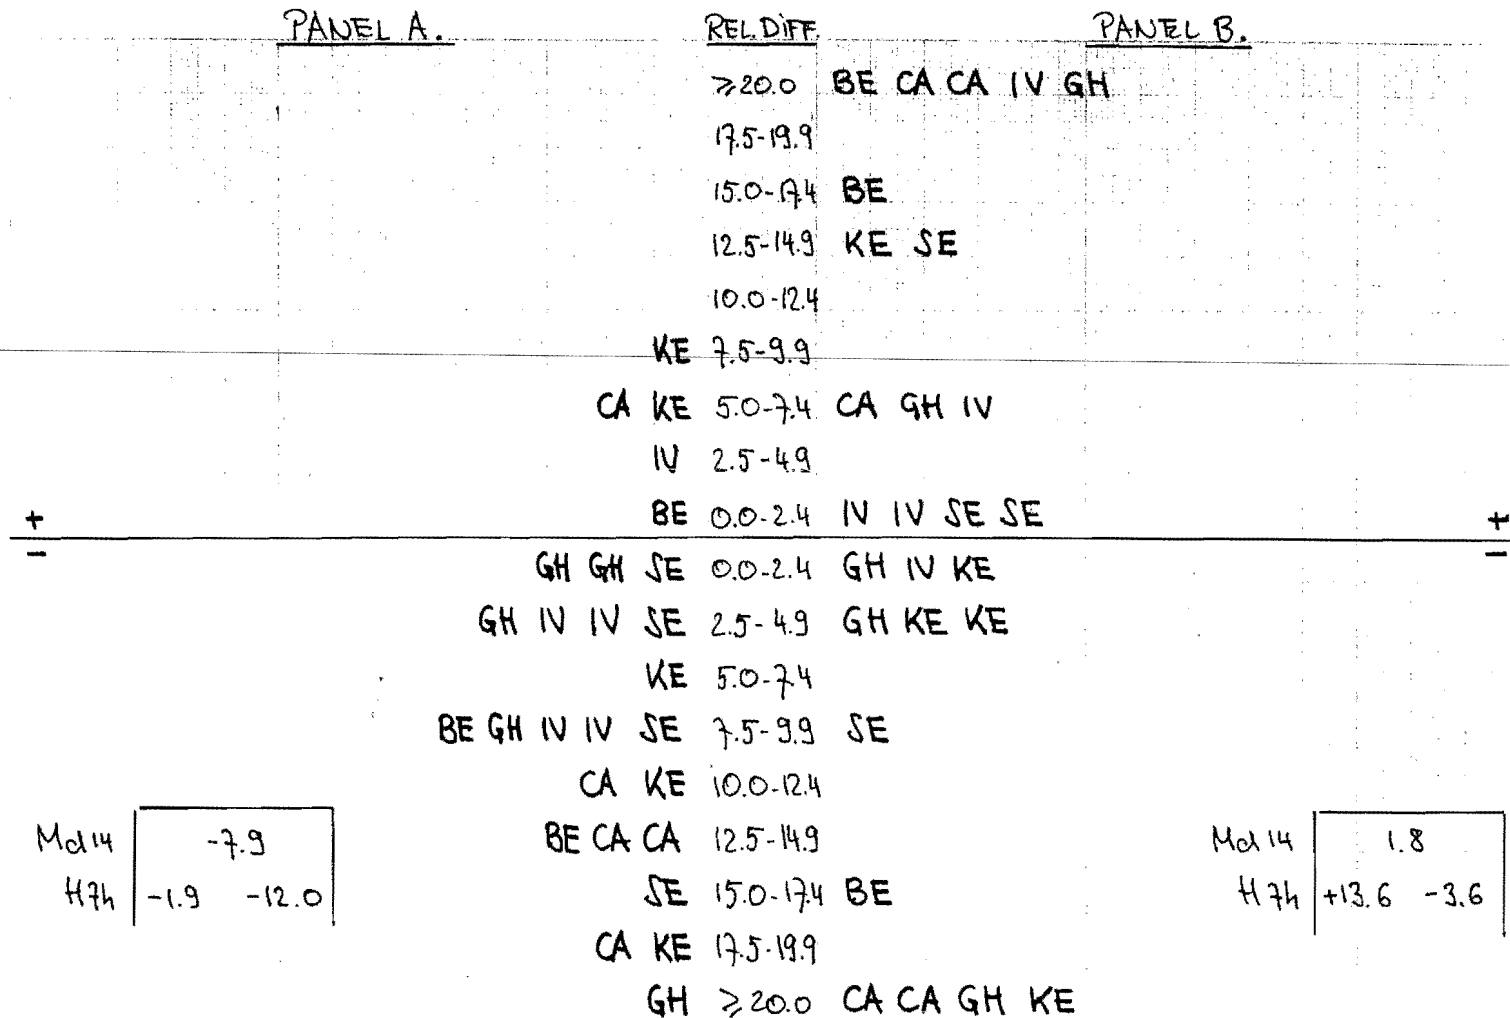 PANEL A. REL.DIFF. PANEL B.
≥20.0 BE CA CA IV GH
17.5-19.9
15.0-17.4 BE
12.5-14.9 KE SE
10.0-12.4
KE 7.5-9.9
CA KE 5.0-7.4 CA GH IV
IV 2.5-4.9
BE 0.0-2.4 IV IV SE SE
+ +
- -
GH GH SE 0.0-2.4 GH IV KE
GH IV IV SE 2.5-4.9 GH KE KE
KE 5.0-7.4
BE GH IV IV SE 7.5-9.9 SE
CA KE 10.0-12.4
Md14 -7.9 BE CA CA 12.5-14.9 Md14 1.8
H7h -1.9 -12.0 SE 15.0-17.4 BE H7h +13.6 -3.6
CA KE 17.5-19.9
GH ≥20.0 CA CA GH KE